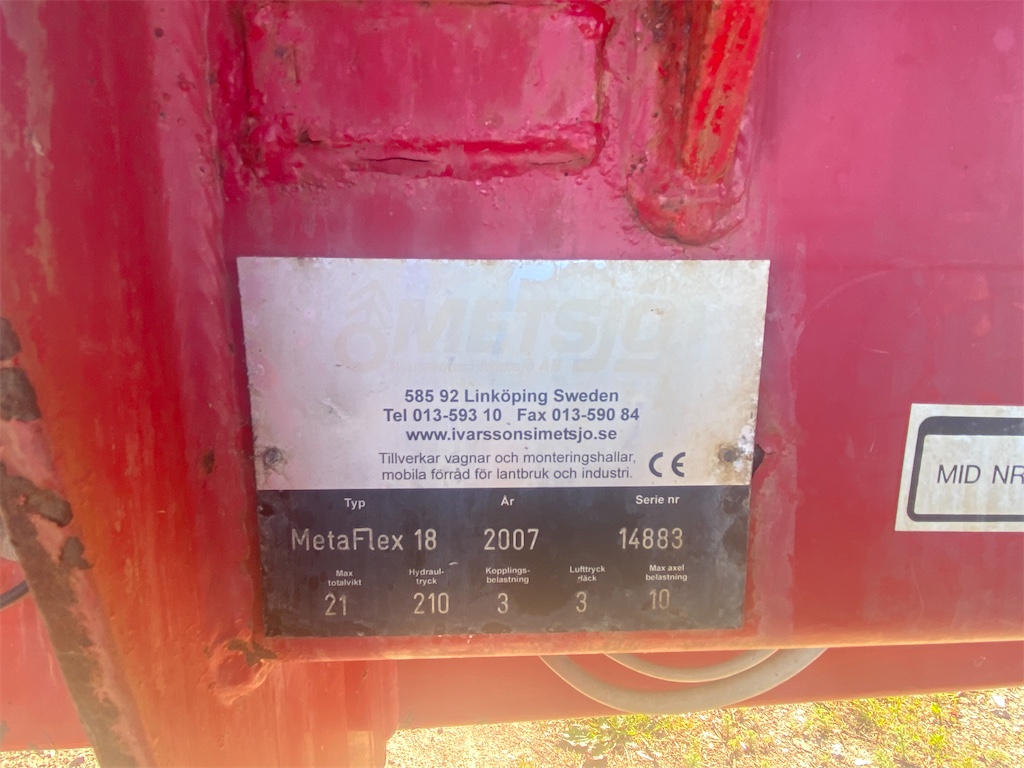 METSJÖ
585 92 Linköping Sweden
Tel 013-593 10 Fax 013-590 84
www.ivarssonsimetsjo.se
Tillverkar vagnar och monteringshallar,
mobila förråd för lantbruk och industri. CE
Typ År Serie nr
MetaFlex 18 2007 14883
Max totalvikt
Hydraul- tryck
Kopplings- belastning
Lufttryck däck
Max axel belastning
21 210 3 3 10
MID NR